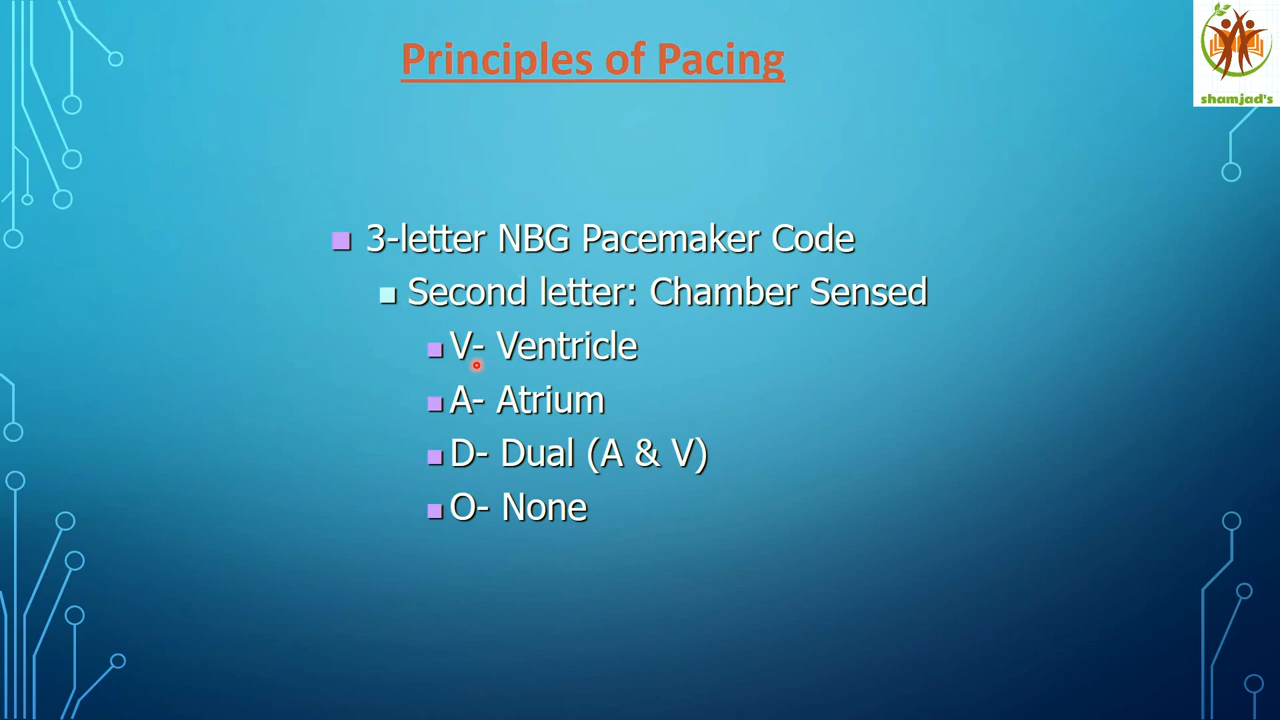 Principles of Pacing
shamjad's
3-letter NBG Pacemaker Code
Second letter: Chamber Sensed
V- Ventricle
A- Atrium
D- Dual (A & V)
O- None